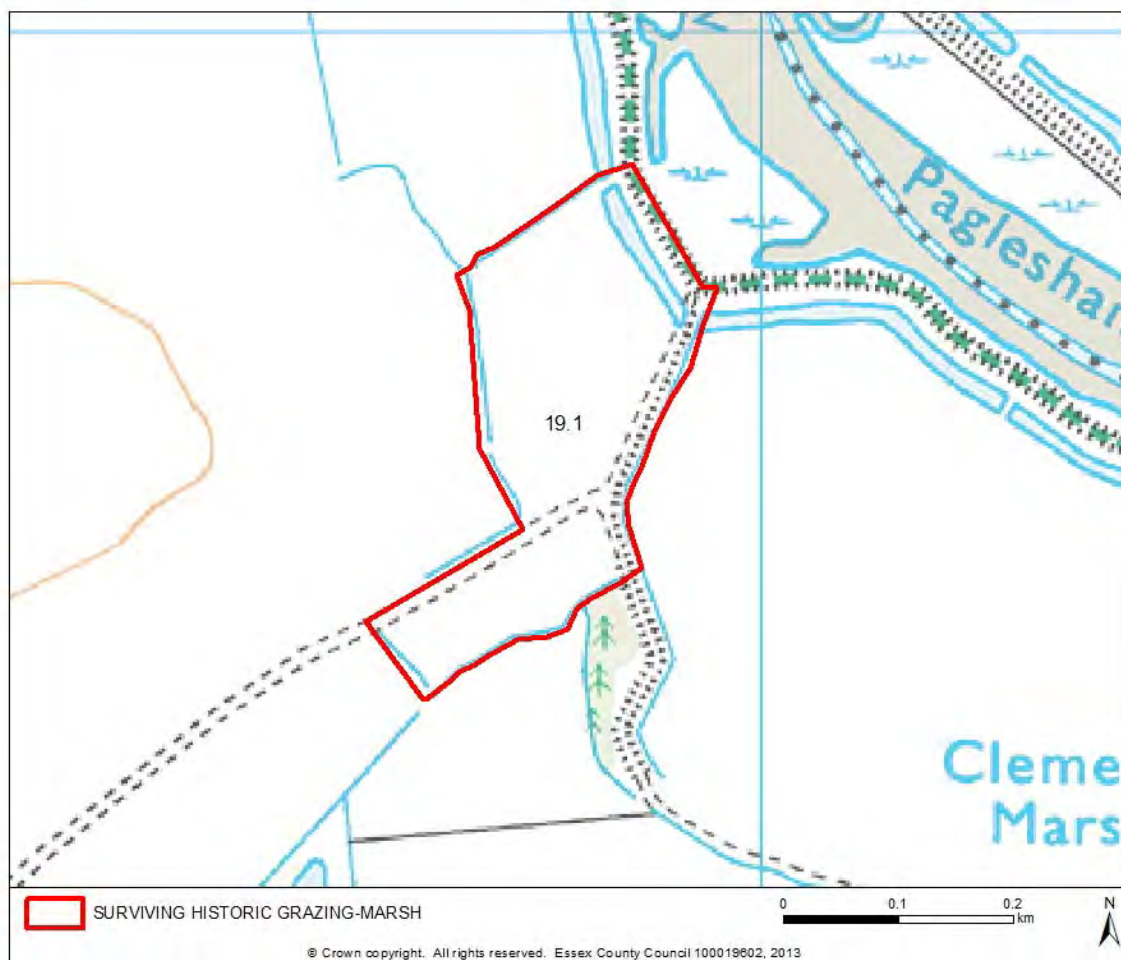 Paglesham
19.1
Cleme
Mars
SURVIVING HISTORIC GRAZING-MARSH
0 0.1 0.2
km
N
© Crown copyright. All rights reserved. Essex County Council 100019602, 2013